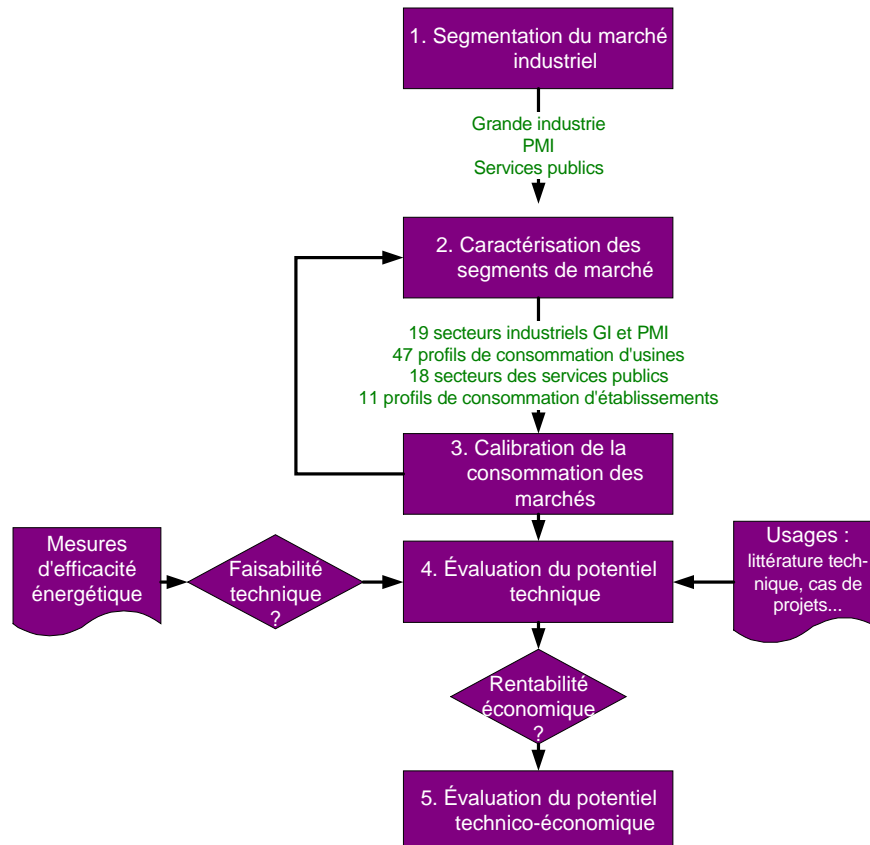 1. Segmentation du marché
industriel
Grande industrie
PMI
Services publics
2. Caractérisation des
segments de marché
19 secteurs industriels GI et PMI
47 profils de consommation d'usines
18 secteurs des services publics
11 profils de consommation d'établissements
3. Calibration de la
consommation des
marchés
Mesures
d'efficacité
énergétique
Faisabilité
technique
?
4. Évaluation du potentiel
technique
Usages :
littérature tech-
nique, cas de
projets...
Rentabilité
économique
?
5. Évaluation du potentiel
technico-économique